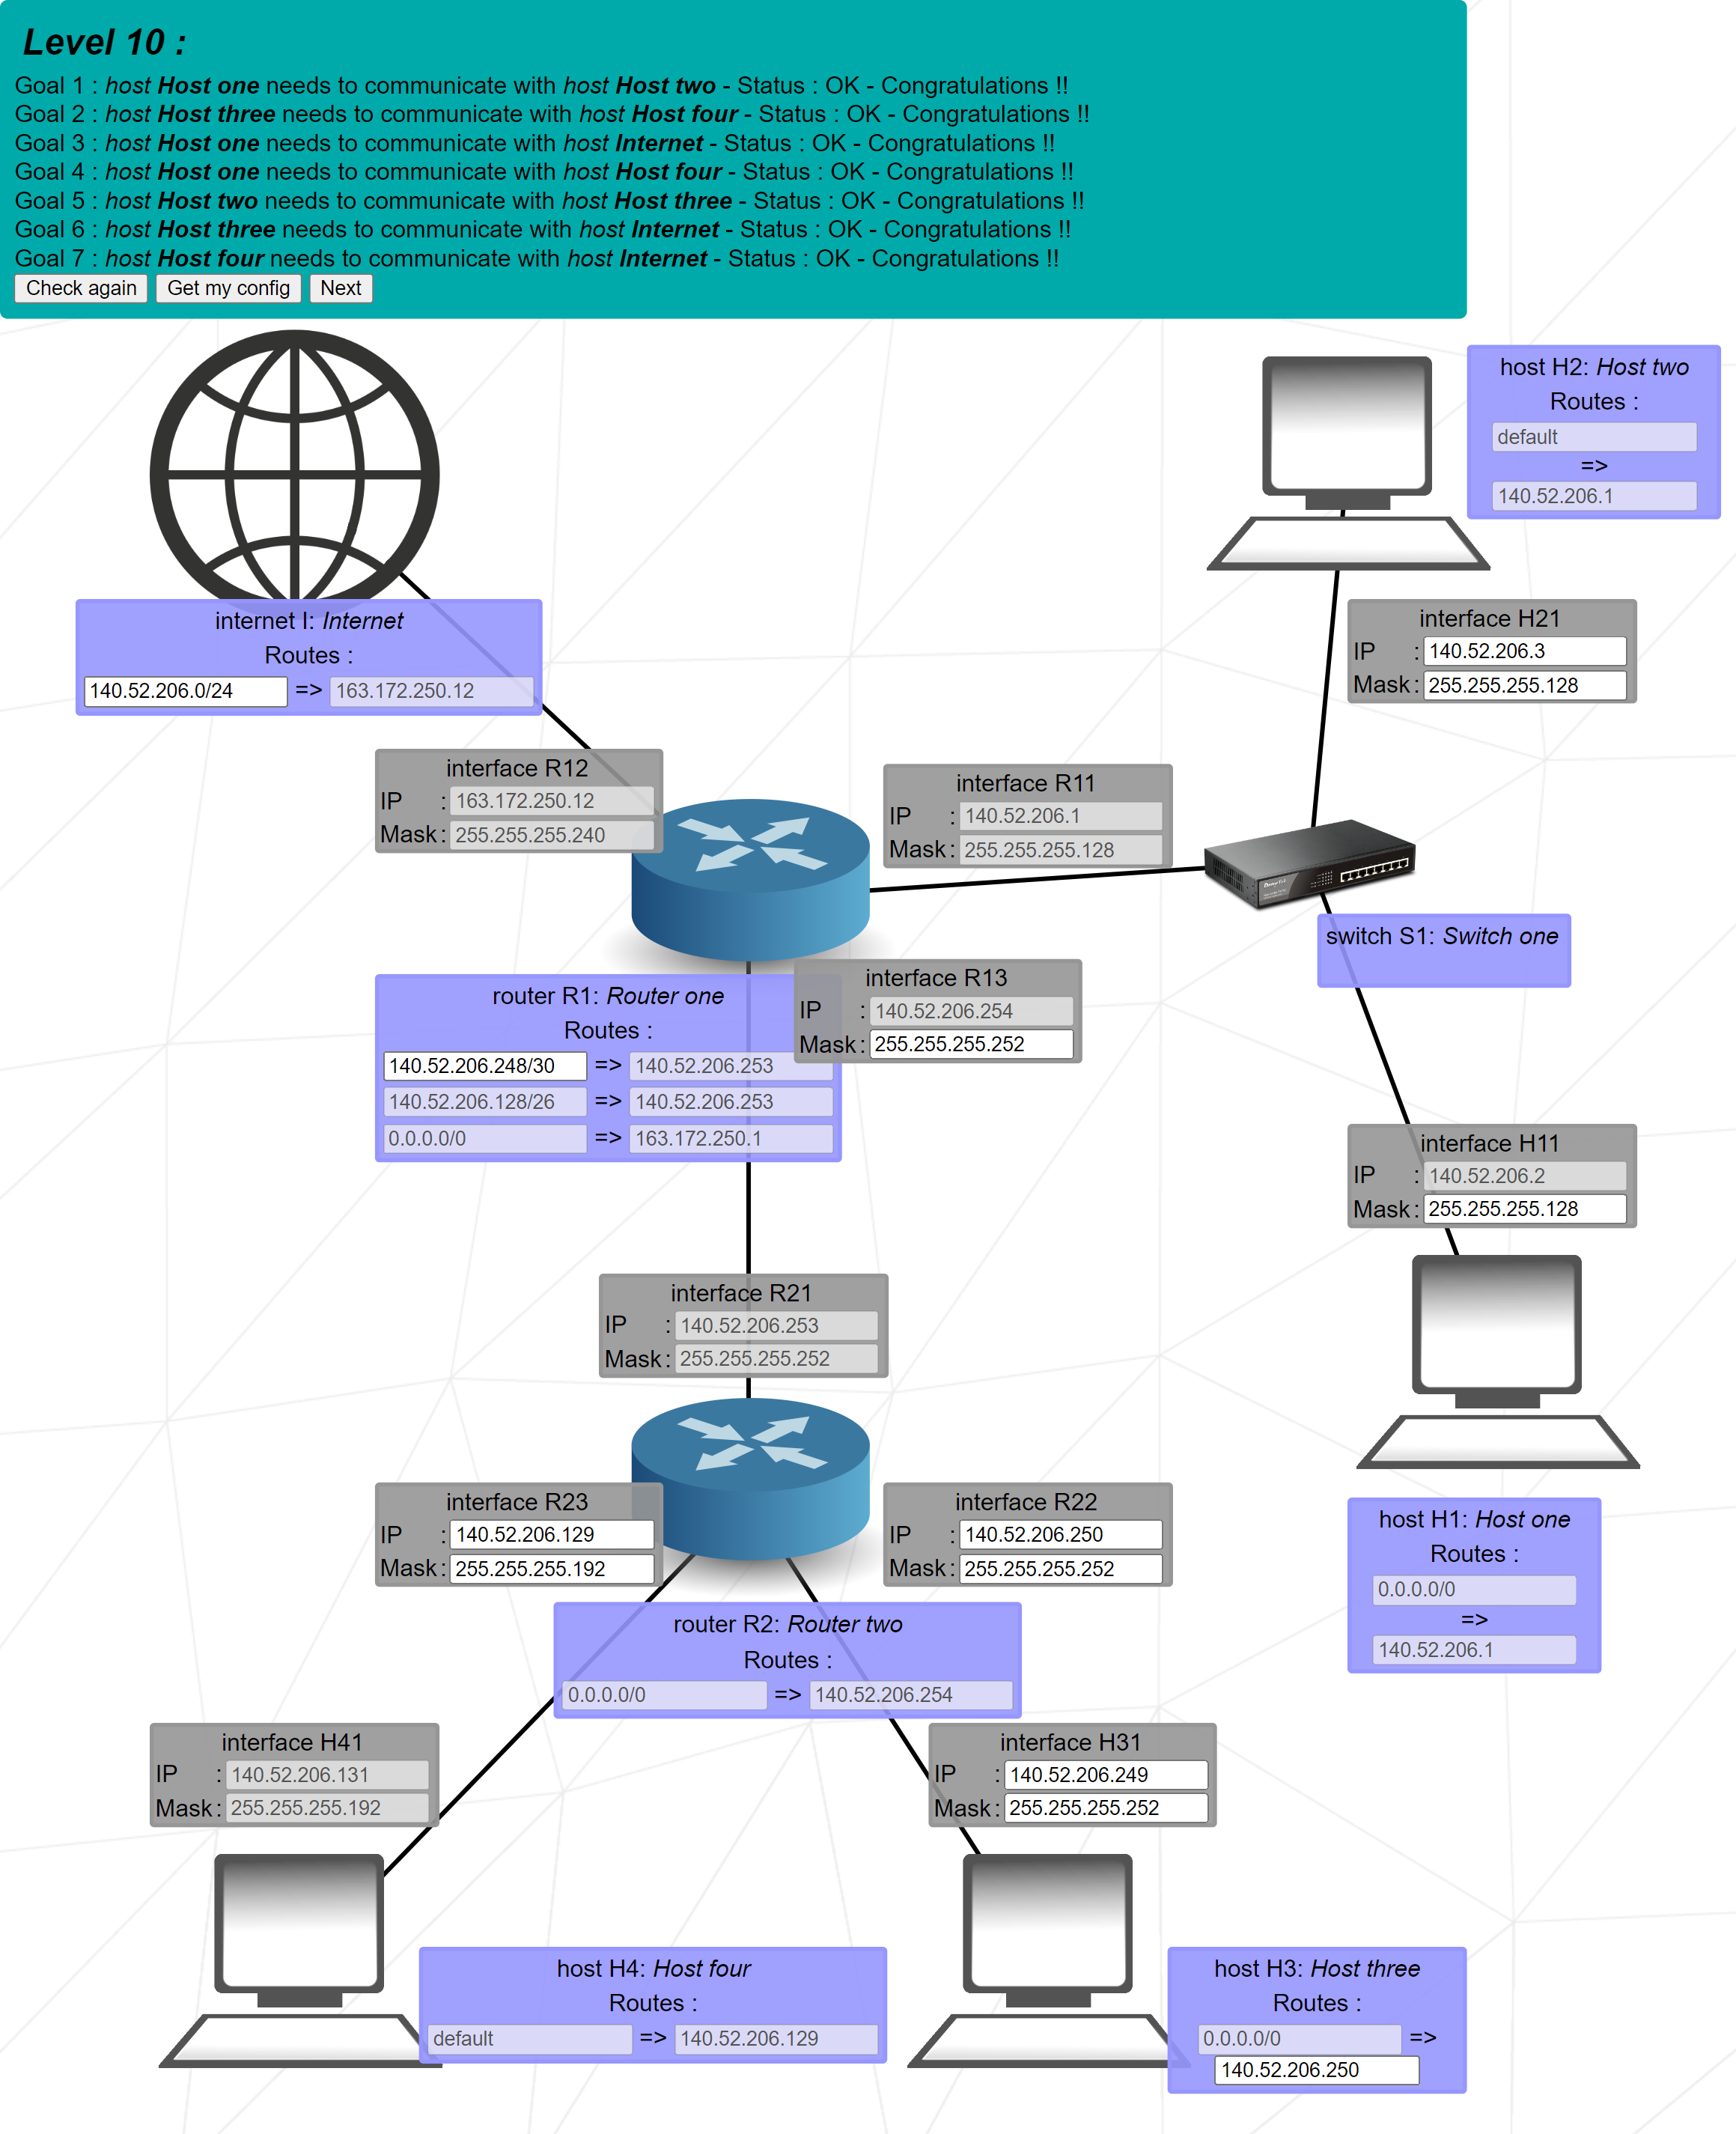 Level 10 :
Goal 1 : host Host one needs to communicate with host Host two - Status : OK - Congratulations !!
Goal 2 : host Host three needs to communicate with host Host four - Status : OK - Congratulations !!
Goal 3 : host Host one needs to communicate with host Internet - Status : OK - Congratulations !!
Goal 4 : host Host one needs to communicate with host Host four - Status : OK - Congratulations !!
Goal 5 : host Host two needs to communicate with host Host three - Status : OK - Congratulations !!
Goal 6 : host Host three needs to communicate with host Internet - Status : OK - Congratulations !!
Goal 7 : host Host four needs to communicate with host Internet - Status : OK - Congratulations !!
Check again Get my config Next
host H2: Host two
Routes :
default
=>
140.52.206.1
internet I: Internet
Routes :
140.52.206.0/24 => 163.172.250.12
interface H21
IP : 140.52.206.3
Mask : 255.255.255.128
interface R12
IP : 163.172.250.12
Mask : 255.255.255.240
interface R11
IP : 140.52.206.1
Mask : 255.255.255.128
switch S1: Switch one
interface R13
IP : 140.52.206.254
Mask : 255.255.255.252
router R1: Router one
Routes :
140.52.206.248/30 => 140.52.206.253
140.52.206.128/26 => 140.52.206.253
0.0.0.0/0 => 163.172.250.1
interface H11
IP : 140.52.206.2
Mask : 255.255.255.128
interface R21
IP : 140.52.206.253
Mask : 255.255.255.252
interface R23
IP : 140.52.206.129
Mask : 255.255.255.192
interface R22
IP : 140.52.206.250
Mask : 255.255.255.252
host H1: Host one
Routes :
0.0.0.0/0
=>
140.52.206.1
router R2: Router two
Routes :
0.0.0.0/0 => 140.52.206.254
interface H41
IP : 140.52.206.131
Mask : 255.255.255.192
interface H31
IP : 140.52.206.249
Mask : 255.255.255.252
host H4: Host four
Routes :
default => 140.52.206.129
host H3: Host three
Routes :
0.0.0.0/0 =>
140.52.206.250